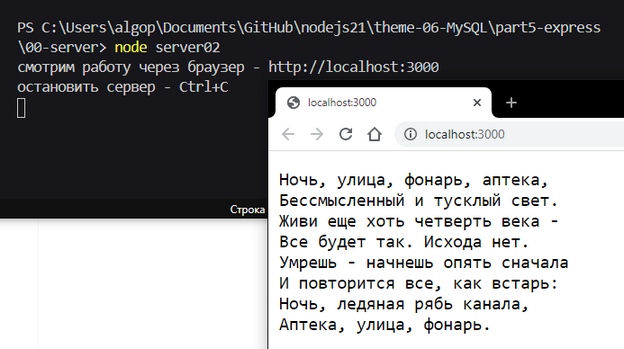 PS C:\Users\algop\Documents\GitHub\nodejs21\theme-06-MySQL\part5-express
\00-server> node server02
смотрим работу через браузер - http://localhost:3000
остановить сервер - Ctrl+C
Строка
localhost:3000
localhost:3000
Ночь, улица, фонарь, аптека,
Бессмысленный и тусклый свет.
Живи еще хоть четверть века -
Все будет так. Исхода нет.
Умрешь - начнешь опять сначала
И повторится все, как встарь:
Ночь, ледяная рябь канала,
Аптека, улица, фонарь.